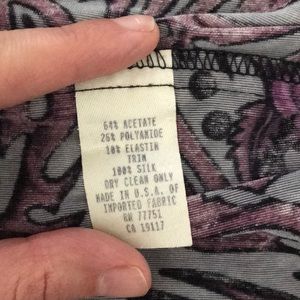 64% ACETATE
26% POLYAMIDE
10% ELASTIN
TRIM
100% SILK
DRY CLEAN ONLY
MADE IN U.S.A. OF
IMPORTED FABRIC
RN 77751
CA 19117